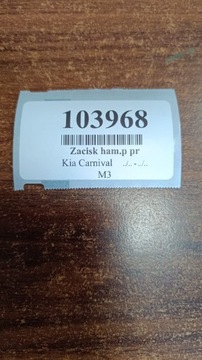 103968
Zacisk ham.p pr
Kia Carnival ../.. - ../..
M3